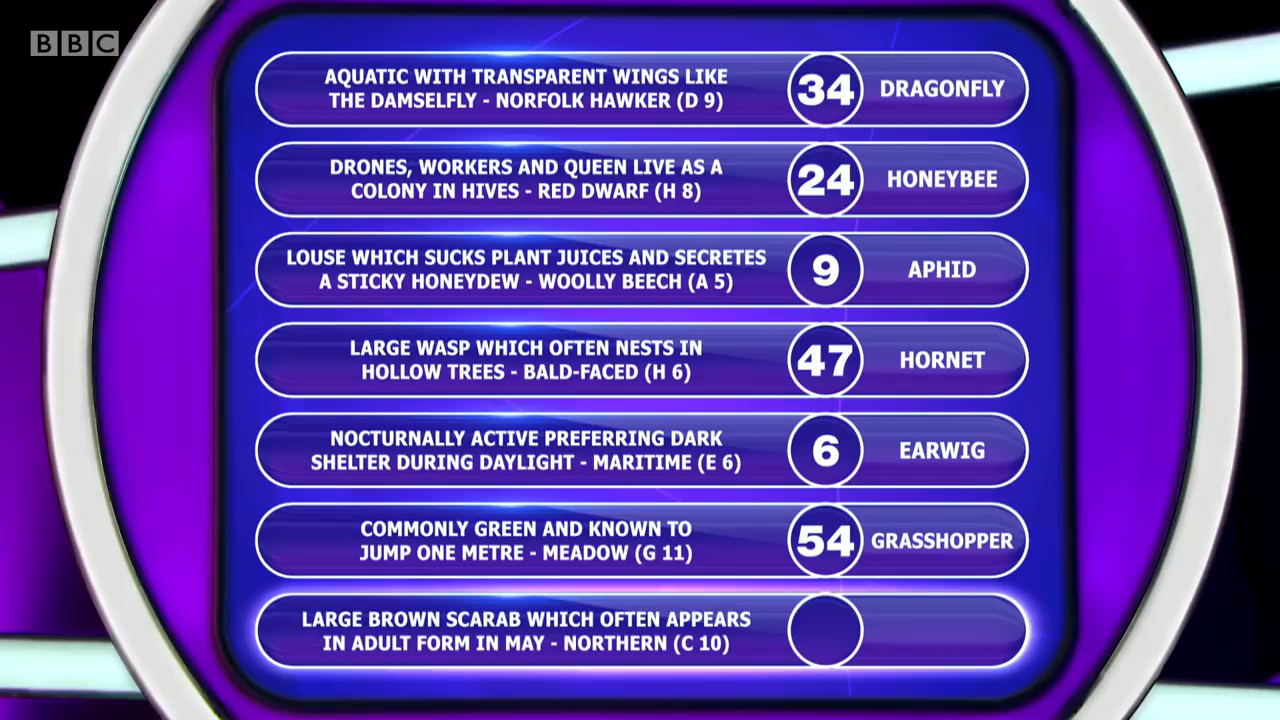 BBC
AQUATIC WITH TRANSPARENT WINGS LIKE
THE DAMSELFLY - NORFOLK HAWKER (D 9)
34
DRAGONFLY
DRONES, WORKERS AND QUEEN LIVE AS A
COLONY IN HIVES - RED DWARF (H 8)
24
HONEYBEE
LOUSE WHICH SUCKS PLANT JUICES AND SECRETES
A STICKY HONEYDEW - WOOLLY BEECH (A 5)
9
APHID
LARGE WASP WHICH OFTEN NESTS IN
HOLLOW TREES - BALD-FACED (H 6)
47
HORNET
NOCTURNALLY ACTIVE PREFERRING DARK
SHELTER DURING DAYLIGHT - MARITIME (E 6)
6
EARWIG
COMMONLY GREEN AND KNOWN TO
JUMP ONE METRE - MEADOW (G 11)
54
GRASSHOPPER
LARGE BROWN SCARAB WHICH OFTEN APPEARS
IN ADULT FORM IN MAY - NORTHERN (C 10)